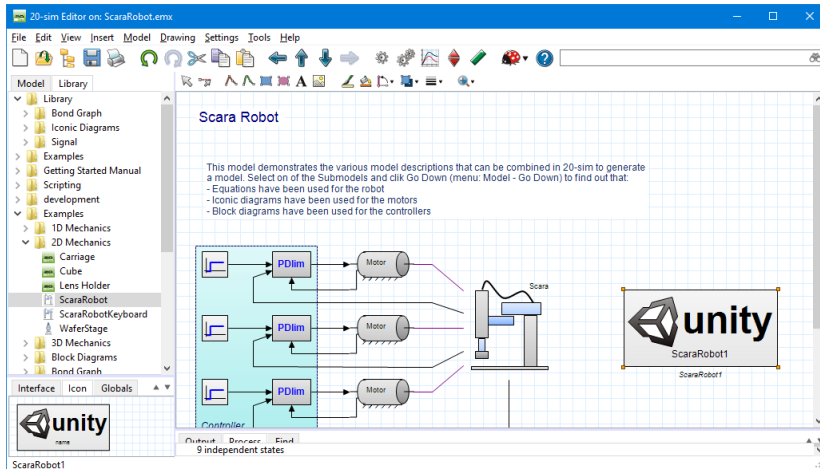 20-sim Editor on: ScaraRobot.emx
File Edit View Insert Model Drawing Settings Tools Help
Model Library
Library
Bond Graph
Iconic Diagrams
Signal
Examples
Getting Started Manual
Scripting
development
Examples
1D Mechanics
2D Mechanics
Carriage
Cube
Lens Holder
ScaraRobot
ScaraRobotKeyboard
WaferStage
3D Mechanics
Block Diagrams
Bond Graph
Interface Icon Globals
unity
name
A
Scara Robot
This model demonstrates the various model descriptions that can be combined in 20-sim to generate
a model. Select on of the Submodels and clik Go Down (menu: Model - Go Down) to find out that:
- Equations have been used for the robot
- Iconic diagrams have been used for the motors
- Block diagrams have been used for the controllers
PDlim Motor
PDlim Motor
PDlim Motor
Controller
Scara
unity
ScaraRobot1
ScaraRobot1
Output Process Find
9 independent states
ScaraRobot1